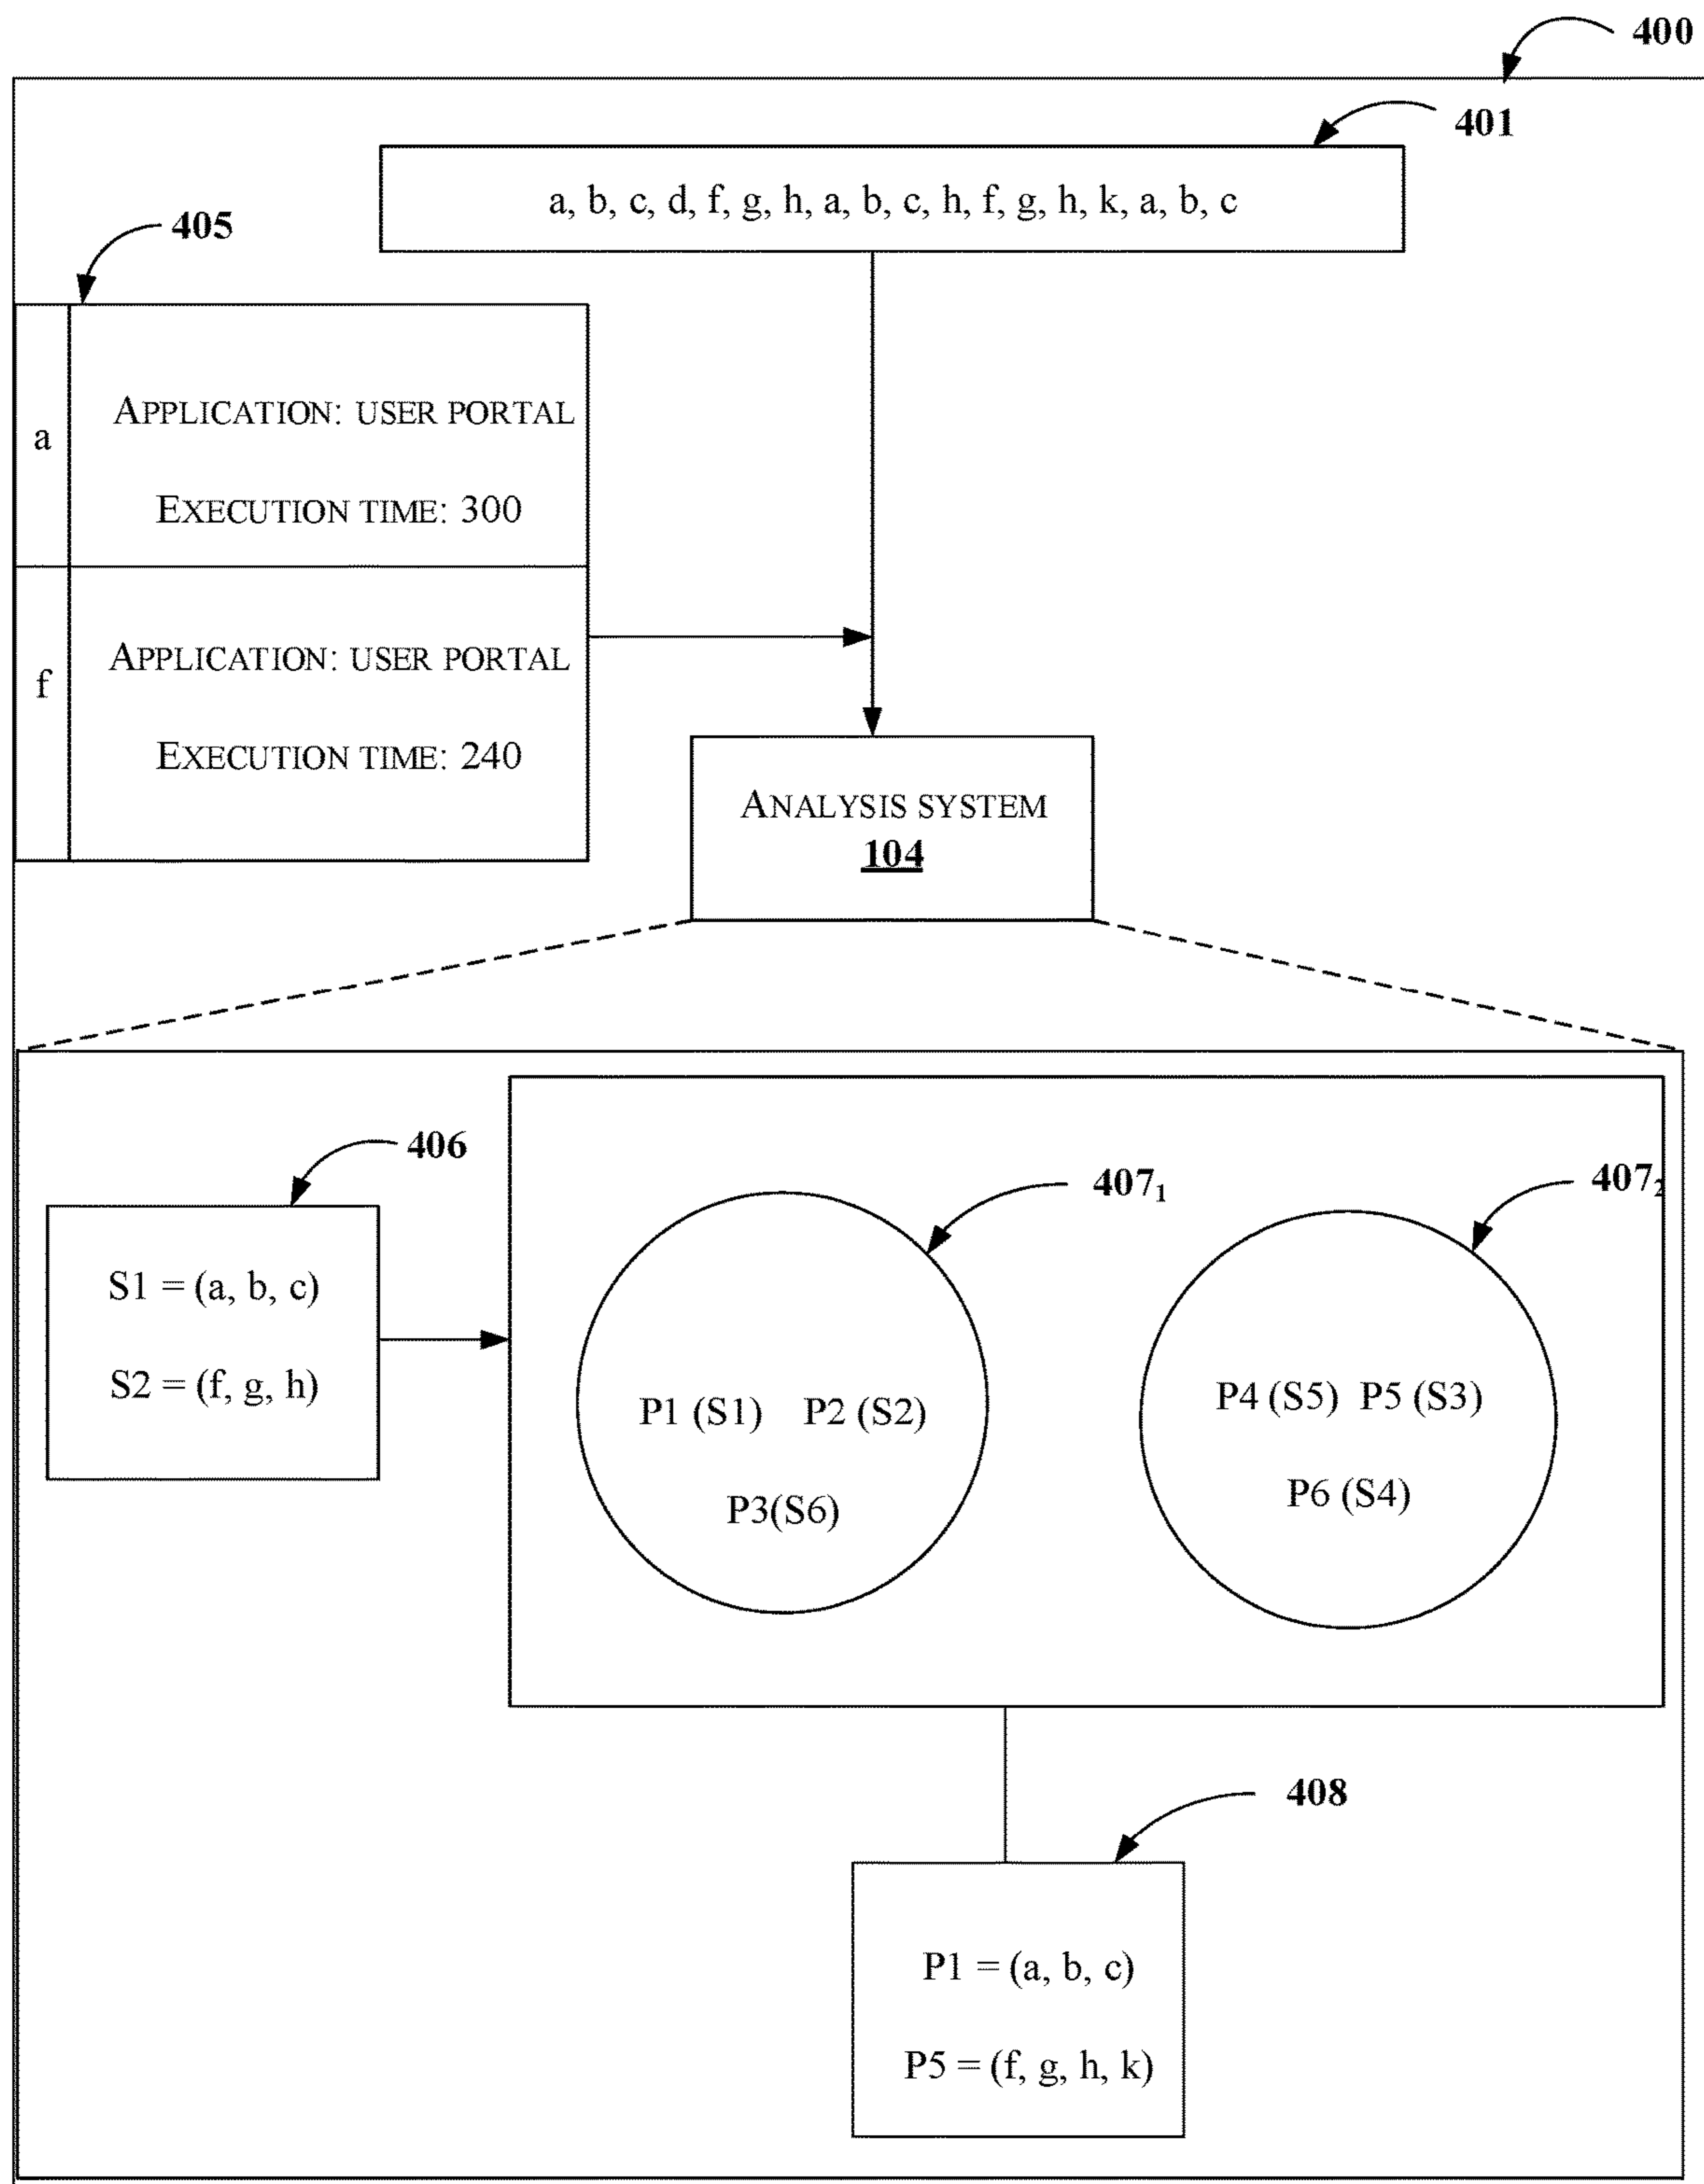 400
401
a, b, c, d, f, g, h, a, b, c, h, f, g, h, k, a, b, c
405
a
APPLICATION: USER PORTAL
EXECUTION TIME: 300
f
APPLICATION: USER PORTAL
EXECUTION TIME: 240
ANALYSIS SYSTEM
104
406
S1 = (a, b, c)
S2 = (f, g, h)
407₁
407₂
P1 (S1) P2 (S2)
P3(S6)
P4 (S5) P5 (S3)
P6 (S4)
408
P1 = (a, b, c)
P5 = (f, g, h, k)